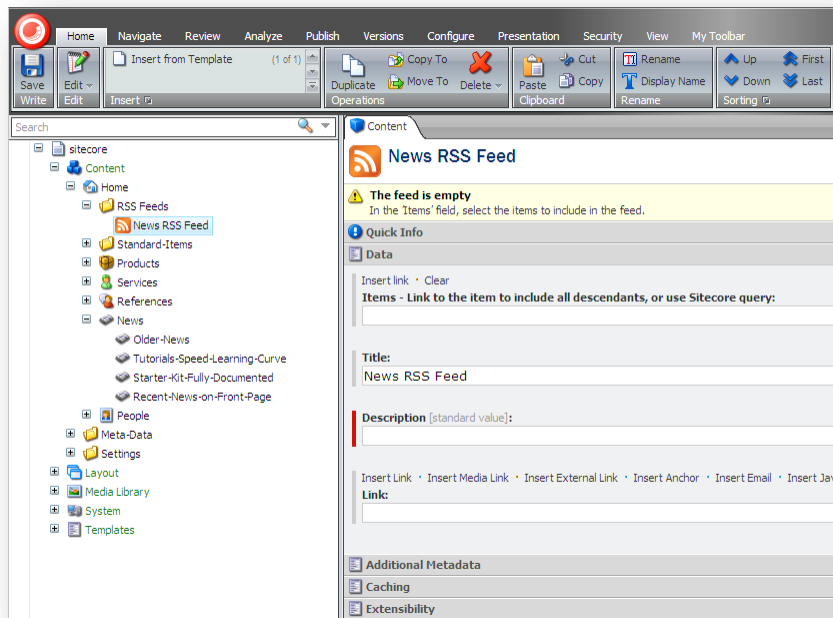 Home Navigate Review Analyze Publish Versions Configure Presentation Security View My Toolbar
Insert from Template (1 of 1) Copy To Cut Rename Up First
Save Edit Duplicate Move To Delete Paste Copy Display Name Down Last
Write Edit Insert Operations Clipboard Rename Sorting
Search
Content
sitecore
Content
Home
RSS Feeds
News RSS Feed
Standard-Items
Products
Services
References
News
Older-News
Tutorials-Speed-Learning-Curve
Starter-Kit-Fully-Documented
Recent-News-on-Front-Page
People
Meta-Data
Settings
Layout
Media Library
System
Templates
News RSS Feed
The feed is empty
In the 'Items' field, select the items to include in the feed.
Quick Info
Data
Insert link · Clear
Items - Link to the item to include all descendants, or use Sitecore query:
Title:
News RSS Feed
Description [standard value]:
Insert Link · Insert Media Link · Insert External Link · Insert Anchor · Insert Email · Insert Jav
Link:
Additional Metadata
Caching
Extensibility